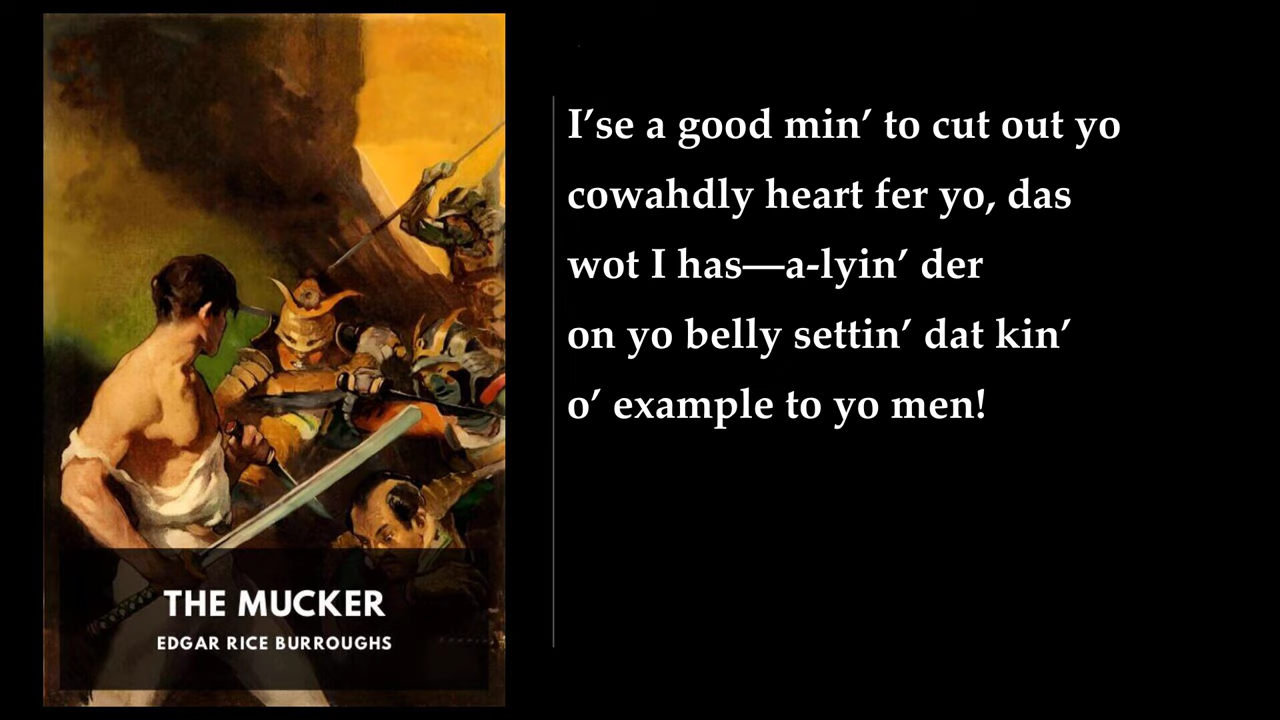 THE MUCKER
EDGAR RICE BURROUGHS
I’se a good min’ to cut out yo
cowahdly heart fer yo, das
wot I has—a-lyin’ der
on yo belly settin’ dat kin’
o’ example to yo men!